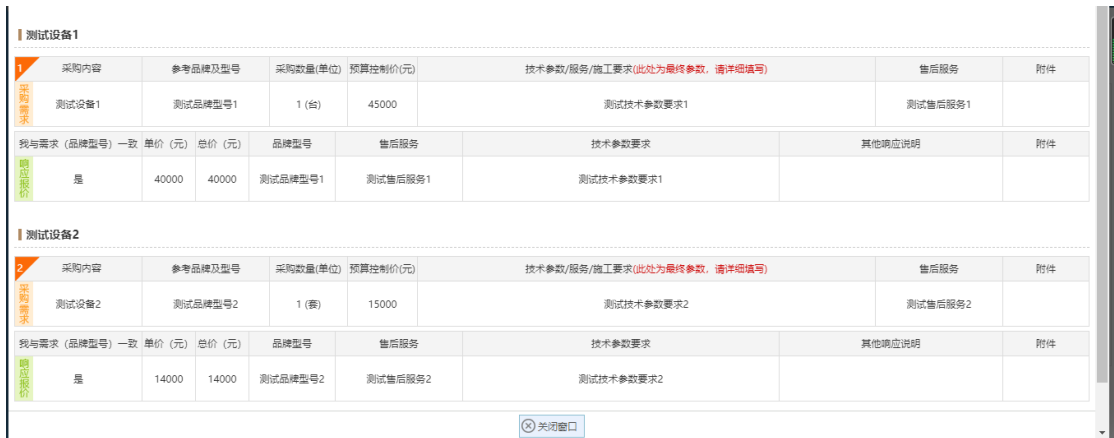 测试设备1
1 采购内容 参考品牌及型号 采购数量(单位) 预算控制价(元) 技术参数/服务/施工要求(此处为最终参数，请详细填写) 售后服务 附件
采购需求 测试设备1 测试品牌型号1 1 (台) 45000 测试技术参数要求1 测试售后服务1
我与需求（品牌型号）一致 单价（元） 总价（元） 品牌型号 售后服务 技术参数要求 其他响应说明 附件
响应报价 是 40000 40000 测试品牌型号1 测试售后服务1 测试技术参数要求1
测试设备2
2 采购内容 参考品牌及型号 采购数量(单位) 预算控制价(元) 技术参数/服务/施工要求(此处为最终参数，请详细填写) 售后服务 附件
采购需求 测试设备2 测试品牌型号2 1 (套) 15000 测试技术参数要求2 测试售后服务2
我与需求（品牌型号）一致 单价（元） 总价（元） 品牌型号 售后服务 技术参数要求 其他响应说明 附件
响应报价 是 14000 14000 测试品牌型号2 测试售后服务2 测试技术参数要求2
关闭窗口